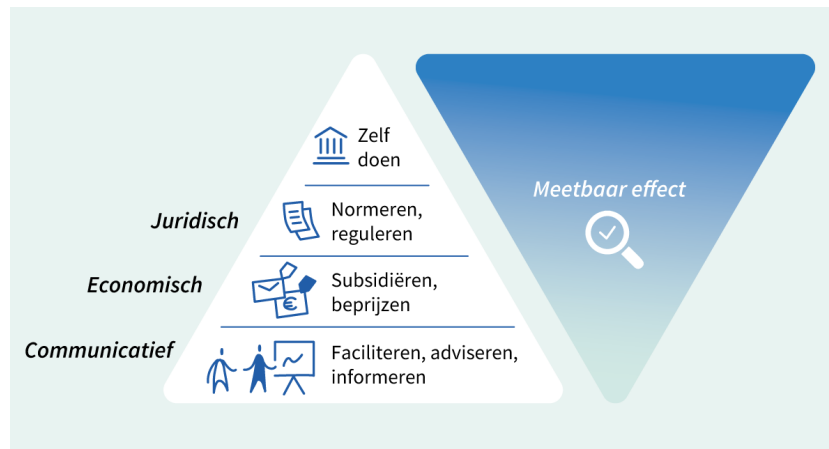 Zelf
doen
Juridisch
Normeren,
reguleren
Economisch
Subsidiëren,
beprijzen
Communicatief
Faciliteren, adviseren,
informeren
Meetbaar effect
€